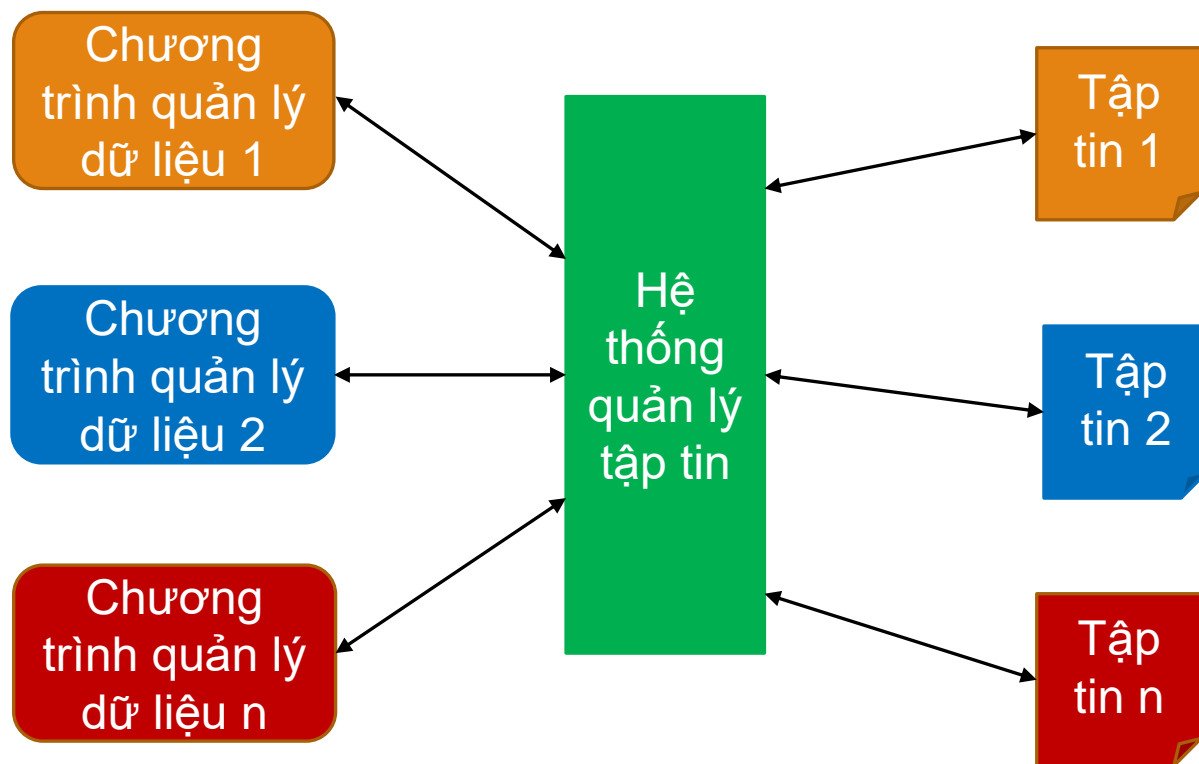 Chương
trình quản lý
dữ liệu 1
Chương
trình quản lý
dữ liệu 2
Chương
trình quản lý
dữ liệu n
Hệ
thống
quản lý
tập tin
Tập
tin 1
Tập
tin 2
Tập
tin n